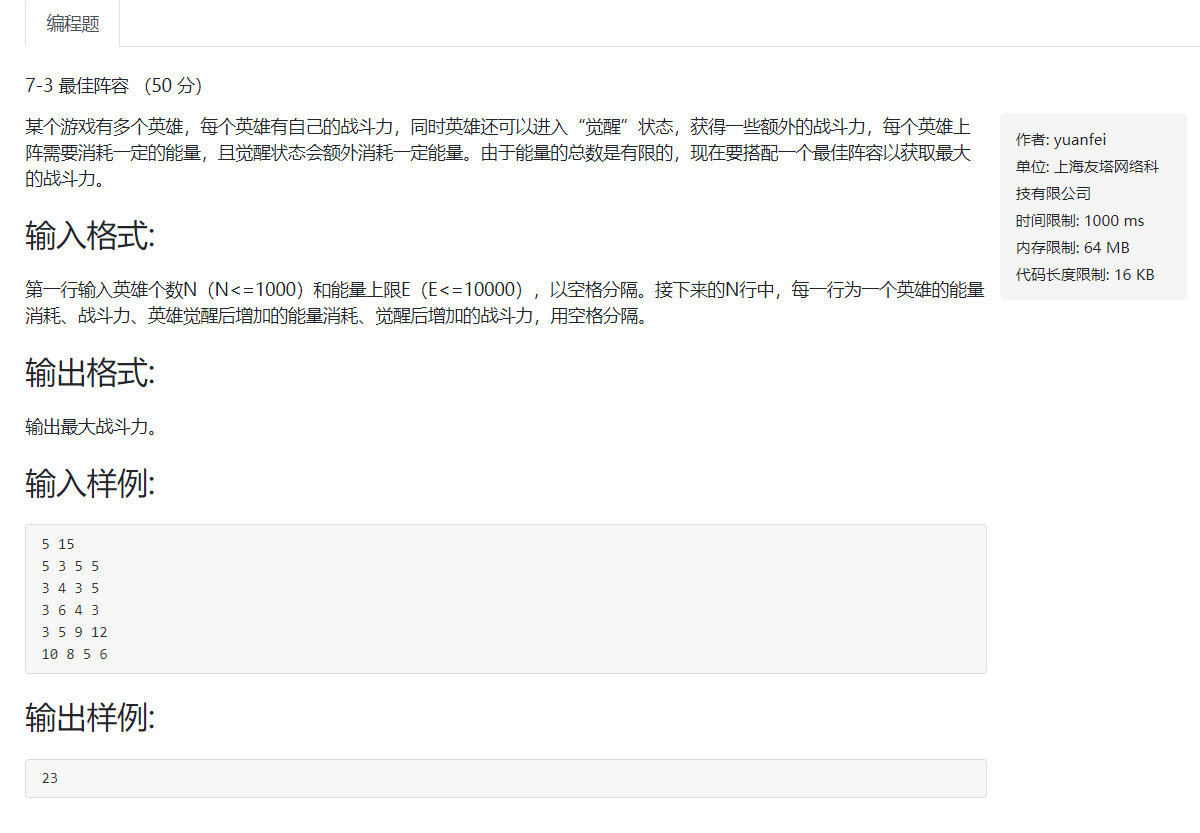 编程题
7-3 最佳阵容 （50 分）
某个游戏有多个英雄，每个英雄有自己的战斗力，同时英雄还可以进入“觉醒”状态，获得一些额外的战斗力，每个英雄上
阵需要消耗一定的能量，且觉醒状态会额外消耗一定能量。由于能量的总数是有限的，现在要搭配一个最佳阵容以获取最大
的战斗力。
作者: yuanfei
单位: 上海友塔网络科
技有限公司
时间限制: 1000 ms
内存限制: 64 MB
代码长度限制: 16 KB
输入格式:
第一行输入英雄个数N（N<=1000）和能量上限E（E<=10000），以空格分隔。接下来的N行中，每一行为一个英雄的能量
消耗、战斗力、英雄觉醒后增加的能量消耗、觉醒后增加的战斗力，用空格分隔。
输出格式:
输出最大战斗力。
输入样例:
5 15
5 3 5 5
3 4 3 5
3 6 4 3
3 5 9 12
10 8 5 6
输出样例:
23